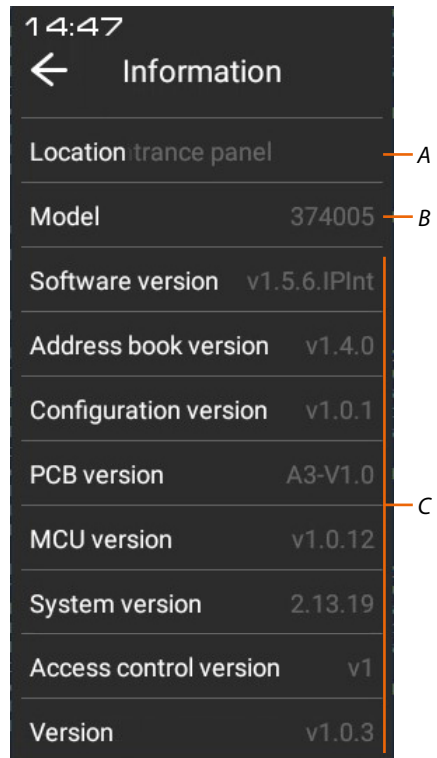 14:47
Information
Location trance panel A
Model 374005 B
Software version v1.5.6.IPInt
Address book version v1.4.0
Configuration version v1.0.1
PCB version A3-V1.0
C
MCU version v1.0.12
System version 2.13.19
Access control version v1
Version v1.0.3